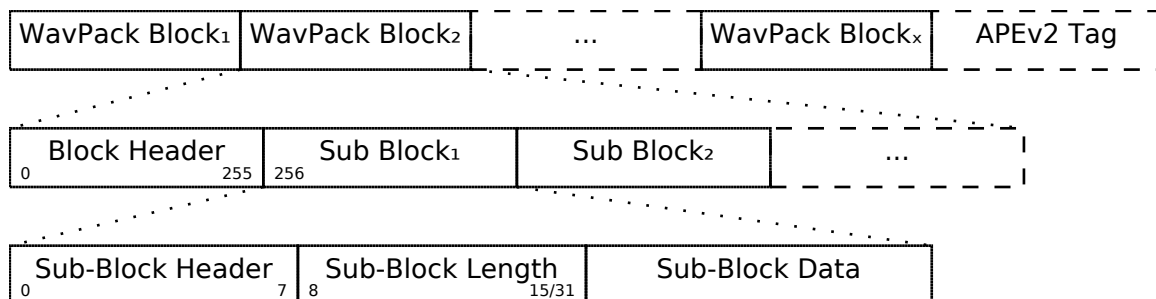 WavPack Block₁ WavPack Block₂ ... WavPack Blockₓ APEv2 Tag
Block Header Sub Block₁ Sub Block₂ ...
0 255 256
Sub-Block Header Sub-Block Length Sub-Block Data
0 7 8 15/31